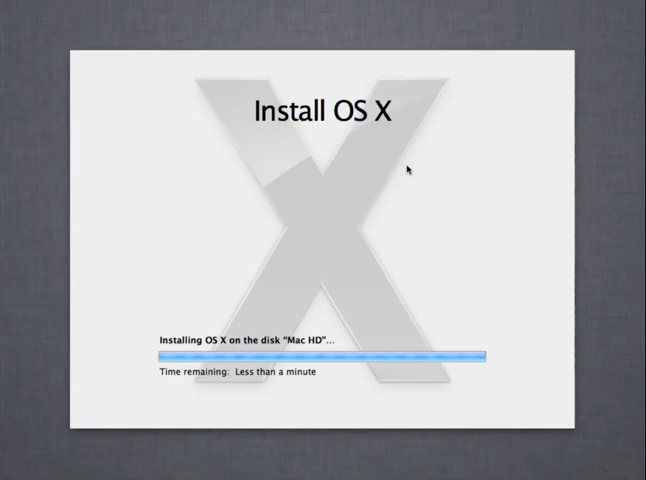 Install OS X
Installing OS X on the disk "Mac HD"...
Time remaining: Less than a minute